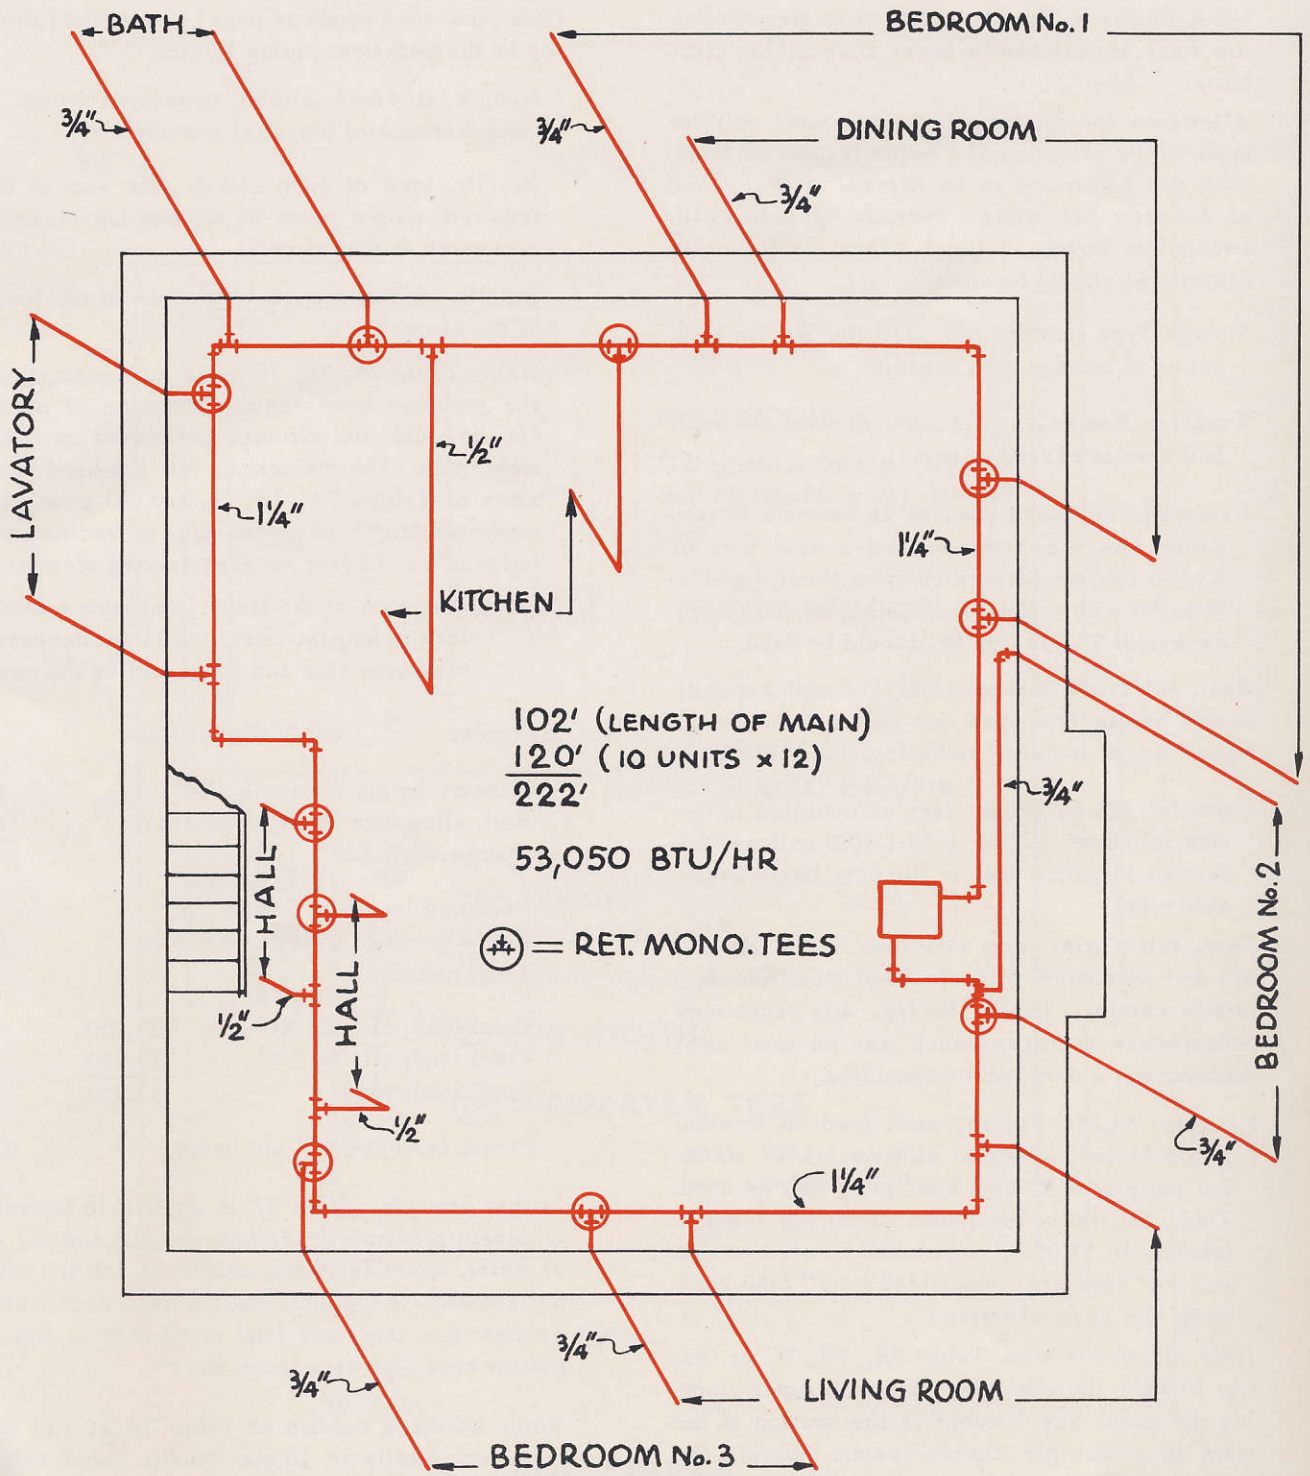 BATH
BEDROOM No. 1
3/4"
3/4"
DINING ROOM
3/4"
LAVATORY
1/2"
1 1/4"
1 1/4"
KITCHEN
102' (LENGTH OF MAIN)
120' (10 UNITS x 12)
222'
3/4"
53,050 BTU/HR
HALL
HALL
= RET. MONO. TEES
1/2"
BEDROOM No. 2
1/2"
3/4"
1 1/4"
3/4"
3/4"
LIVING ROOM
BEDROOM No. 3